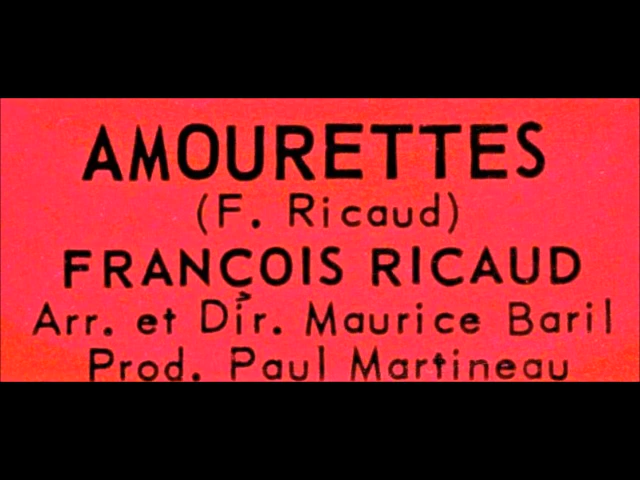 AMOURETTES
(F. Ricaud)
FRANÇOIS RICAUD
Arr. et Dir. Maurice Baril
Prod. Paul Martineau